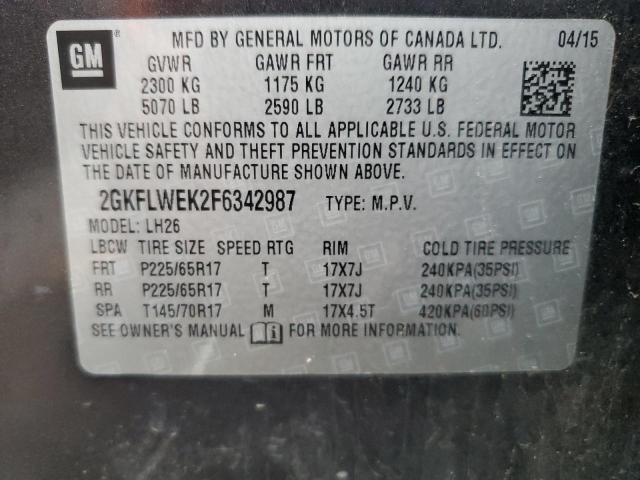 GM MFD BY GENERAL MOTORS OF CANADA LTD. 04/15
GVWR GAWR FRT GAWR RR
2300 KG 1175 KG 1240 KG
5070 LB 2590 LB 2733 LB
THIS VEHICLE CONFORMS TO ALL APPLICABLE U.S. FEDERAL MOTOR
VEHICLE SAFETY AND THEFT PREVENTION STANDARDS IN EFFECT ON
THE DATE OF MANUFACTURE SHOWN ABOVE.
2GKFLWEK2F6342987 TYPE: M.P.V.
MODEL: LH26
LBCW TIRE SIZE SPEED RTG RIM COLD TIRE PRESSURE
FRT P225/65R17 T 17X7J 240KPA(35PSI)
RR P225/65R17 T 17X7J 240KPA(35PSI)
SPA T145/70R17 M 17X4.5T 420KPA(60PSI)
SEE OWNER'S MANUAL FOR MORE INFORMATION.